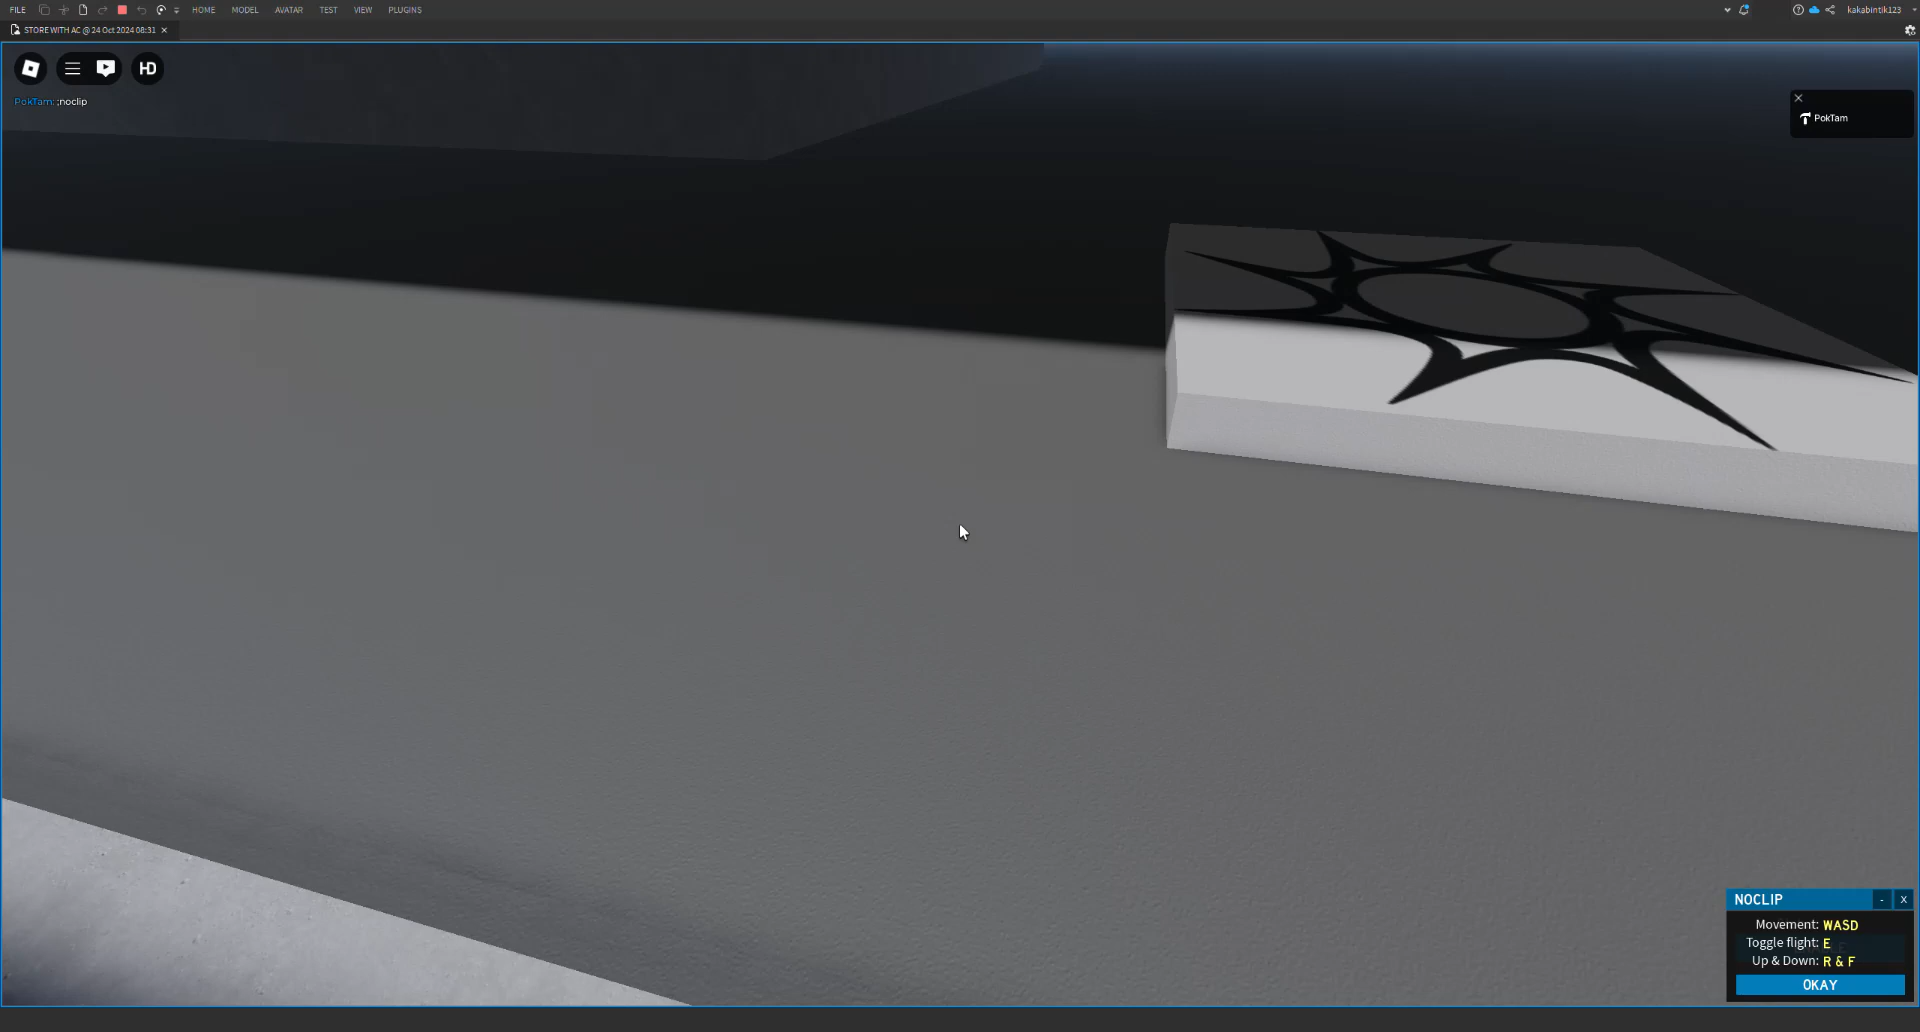 FILE HOME MODEL AVATAR TEST VIEW PLUGINS kakabintik123
STORE WITH AC @ 24 Oct 2024 08:31
HD
PokTam: ;noclip
PokTam
NOCLIP - X
Movement: WASD
Toggle flight: E
Up & Down: R & F
OKAY